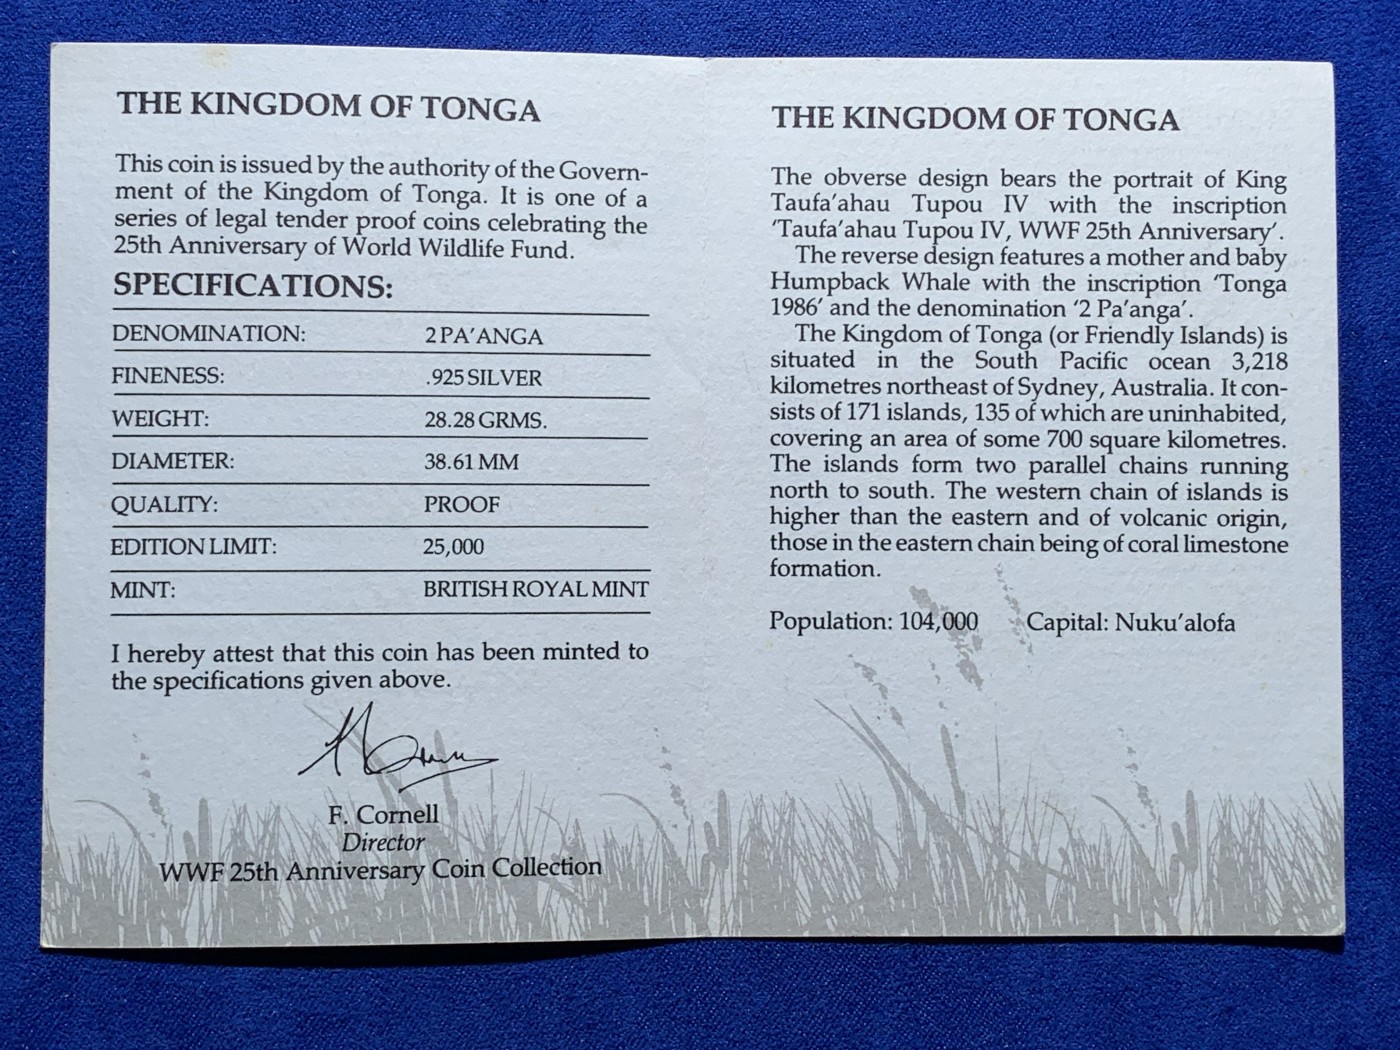 THE KINGDOM OF TONGA
This coin is issued by the authority of the Govern-
ment of the Kingdom of Tonga. It is one of a
series of legal tender proof coins celebrating the
25th Anniversary of World Wildlife Fund.
SPECIFICATIONS:
DENOMINATION: 2 PA'ANGA
FINENESS: .925 SILVER
WEIGHT: 28.28 GRMS.
DIAMETER: 38.61 MM
QUALITY: PROOF
EDITION LIMIT: 25,000
MINT: BRITISH ROYAL MINT
I hereby attest that this coin has been minted to
the specifications given above.
F. Cornell
Director
WWF 25th Anniversary Coin Collection
THE KINGDOM OF TONGA
The obverse design bears the portrait of King
Taufa'ahau Tupou IV with the inscription
'Taufa'ahau Tupou IV, WWF 25th Anniversary'.
The reverse design features a mother and baby
Humpback Whale with the inscription 'Tonga
1986' and the denomination '2 Pa'anga'.
The Kingdom of Tonga (or Friendly Islands) is
situated in the South Pacific ocean 3,218
kilometres northeast of Sydney, Australia. It con-
sists of 171 islands, 135 of which are uninhabited,
covering an area of some 700 square kilometres.
The islands form two parallel chains running
north to south. The western chain of islands is
higher than the eastern and of volcanic origin,
those in the eastern chain being of coral limestone
formation.
Population: 104,000 Capital: Nuku'alofa